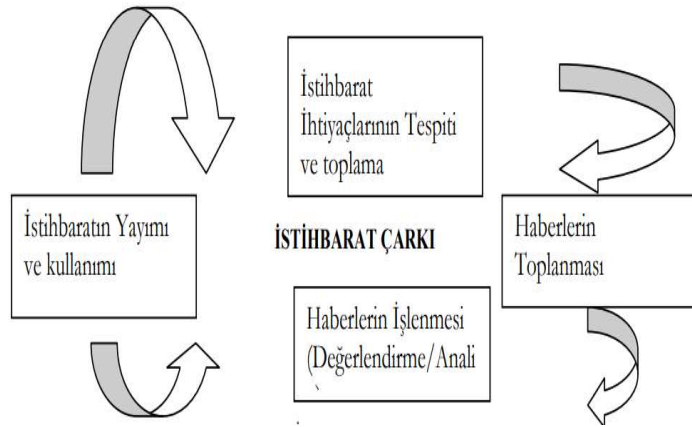 İstihbarat
İhtiyaçlarının Tespiti
ve toplama
İstihbaratın Yayımı
ve kullanımı
İSTİHBARAT ÇARKI
Haberlerin
Toplanması
Haberlerin İşlenmesi
(Değerlendirme/Anali